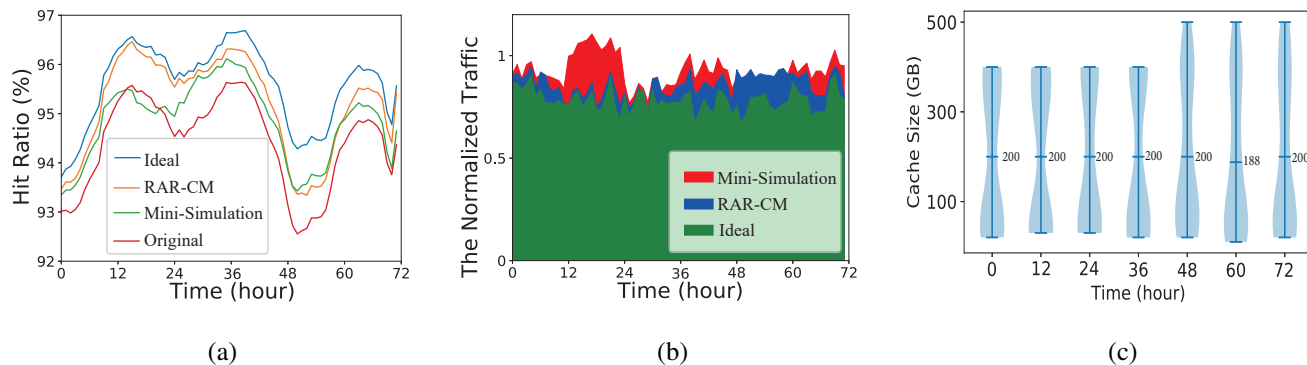 97
96
95
94
93
92
Hit Ratio (%)
Ideal
RAR-CM
Mini-Simulation
Original
0 12 24 36 48 60 72
Time (hour)
(a)
1
0.5
0
The Normalized Traffic
Mini-Simulation
RAR-CM
Ideal
0 12 24 36 48 60 72
Time (hour)
(b)
500
300
100
Cache Size (GB)
200 200 200 200 200 188 200
0 12 24 36 48 60 72
Time (hour)
(c)